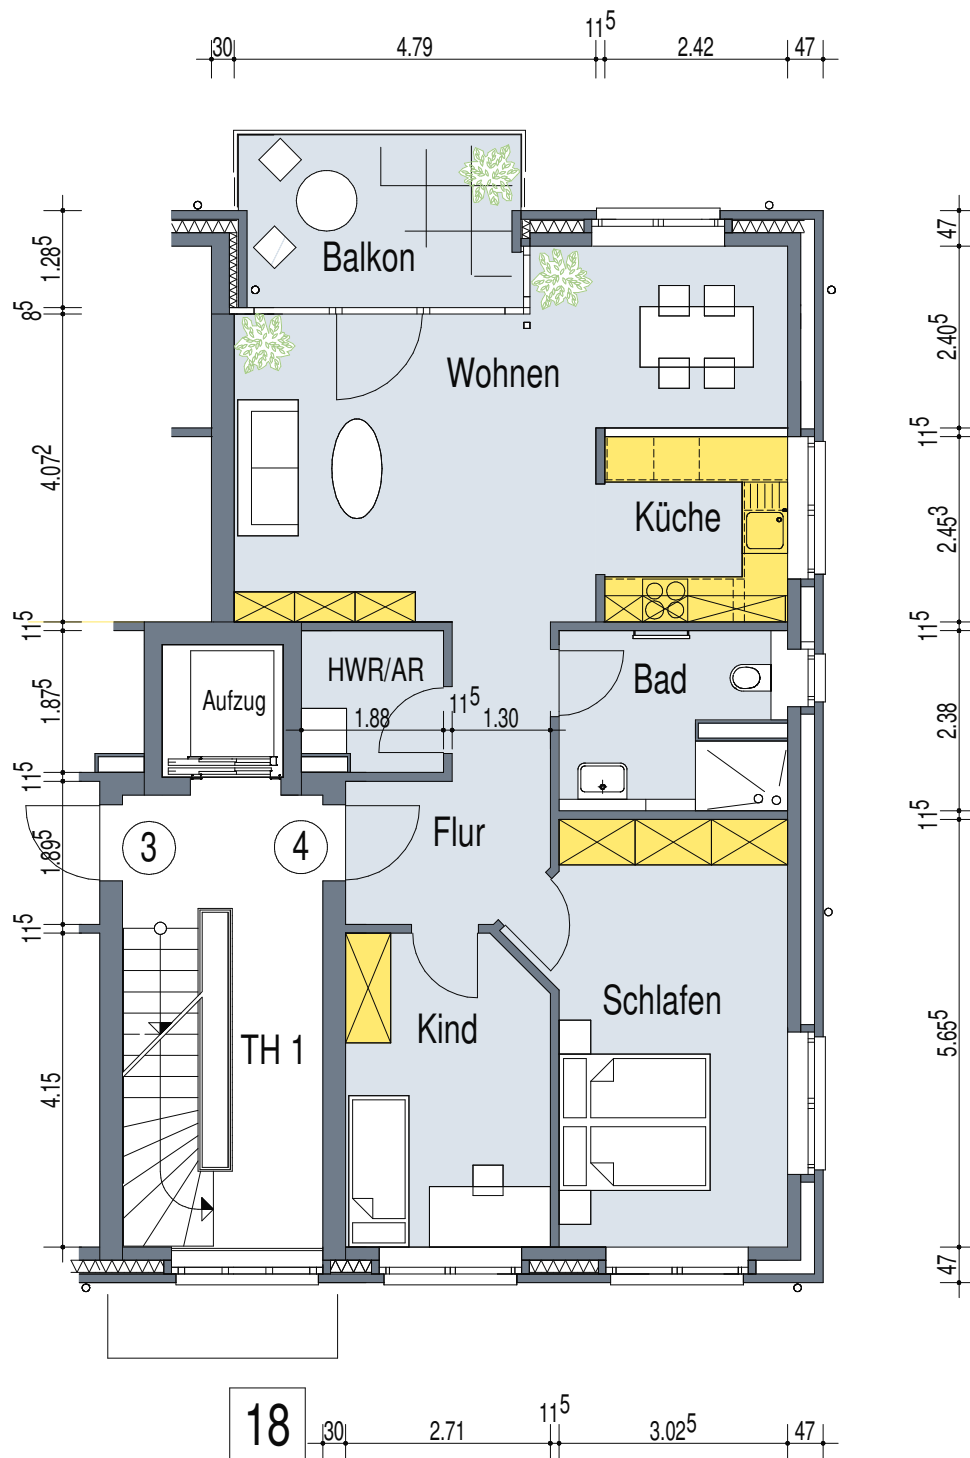 30 4.79 11⁵ 2.42 47
Balkon
1.28⁵
47
8⁵
Wohnen
2.40⁵
4.07²
11⁵
Küche
2.45³
11⁵
11⁵
HWR/AR
Bad
Aufzug
1.87⁵
1.88 11⁵ 1.30
2.38
11⁵
11⁵
3
4
Flur
1.89⁵
11⁵
Schlafen
Kind
TH 1
5.65⁵
4.15
47
18
30 2.71 11⁵ 3.02⁵ 47